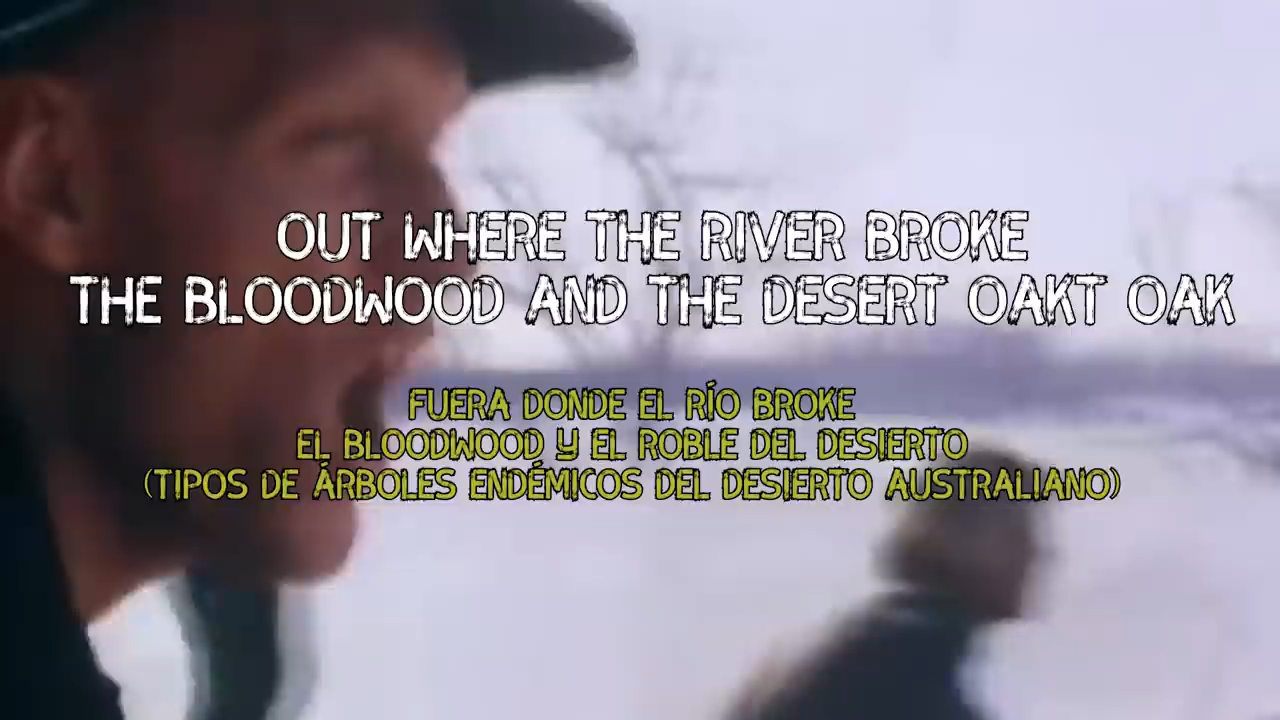 OUT WHERE THE RIVER BROKE
THE BLOODWOOD AND THE DESERT OAKT OAK
FUERA DONDE EL RÍO BROKE
EL BLOODWOOD Y EL ROBLE DEL DESIERTO
(TIPOS DE ÁRBOLES ENDÉMICOS DEL DESIERTO AUSTRALIANO)